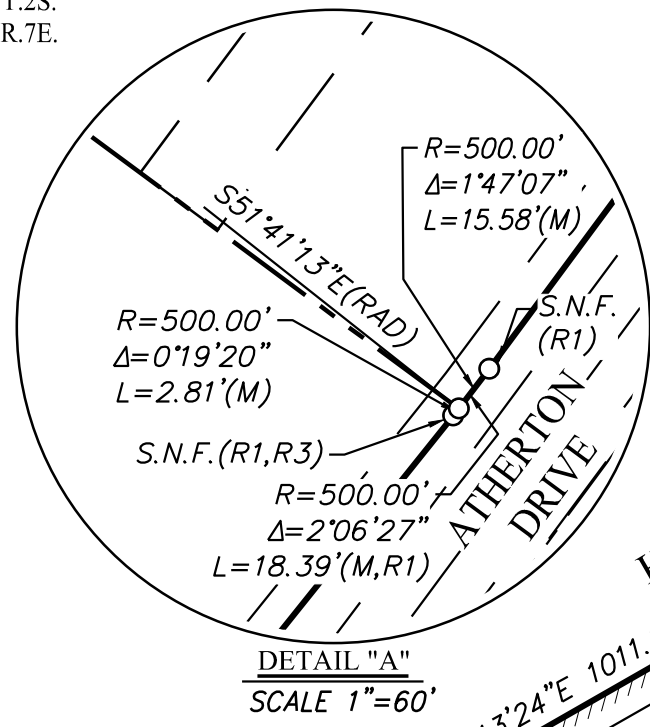 T.2S.
R.7E.
R=500.00'
Δ=1°47'07"
L=15.58'(M)
S51°41'13"E(RAD)
S.N.F.
(R1)
R=500.00'
Δ=0°19'20"
L=2.81'(M)
S.N.F.(R1,R3)
R=500.00'
Δ=2°06'27"
L=18.39'(M,R1)
ATHERTON
DRIVE
DETAIL "A"
SCALE 1"=60'
3'24"E 1011.